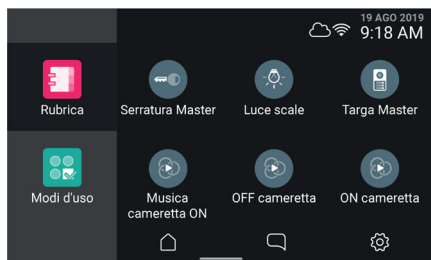 19 AGO 2019
9:18 AM
Rubrica
Serratura Master
Luce scale
Targa Master
Modi d'uso
Musica
cameretta ON
OFF cameretta
ON cameretta